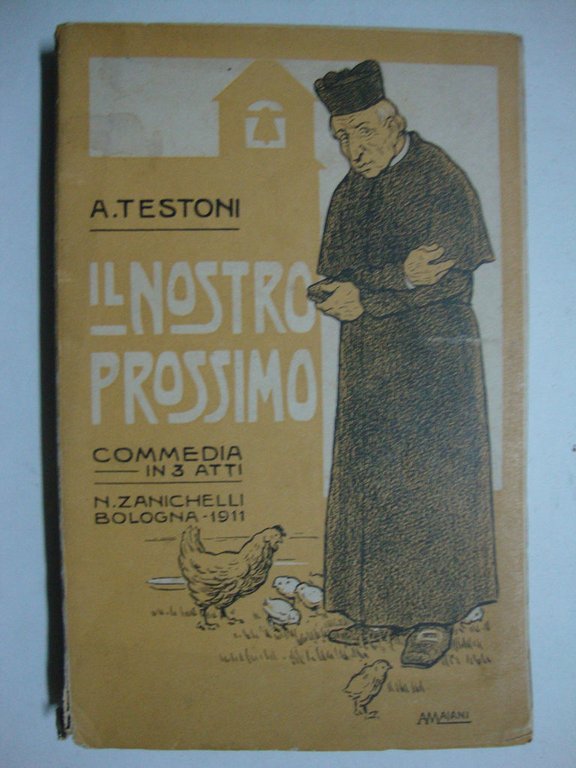 A. TESTONI
IL NOSTRO
PROSSIMO
COMMEDIA
IN 3 ATTI
N. ZANICHELLI
BOLOGNA - 1911
A MAJANI